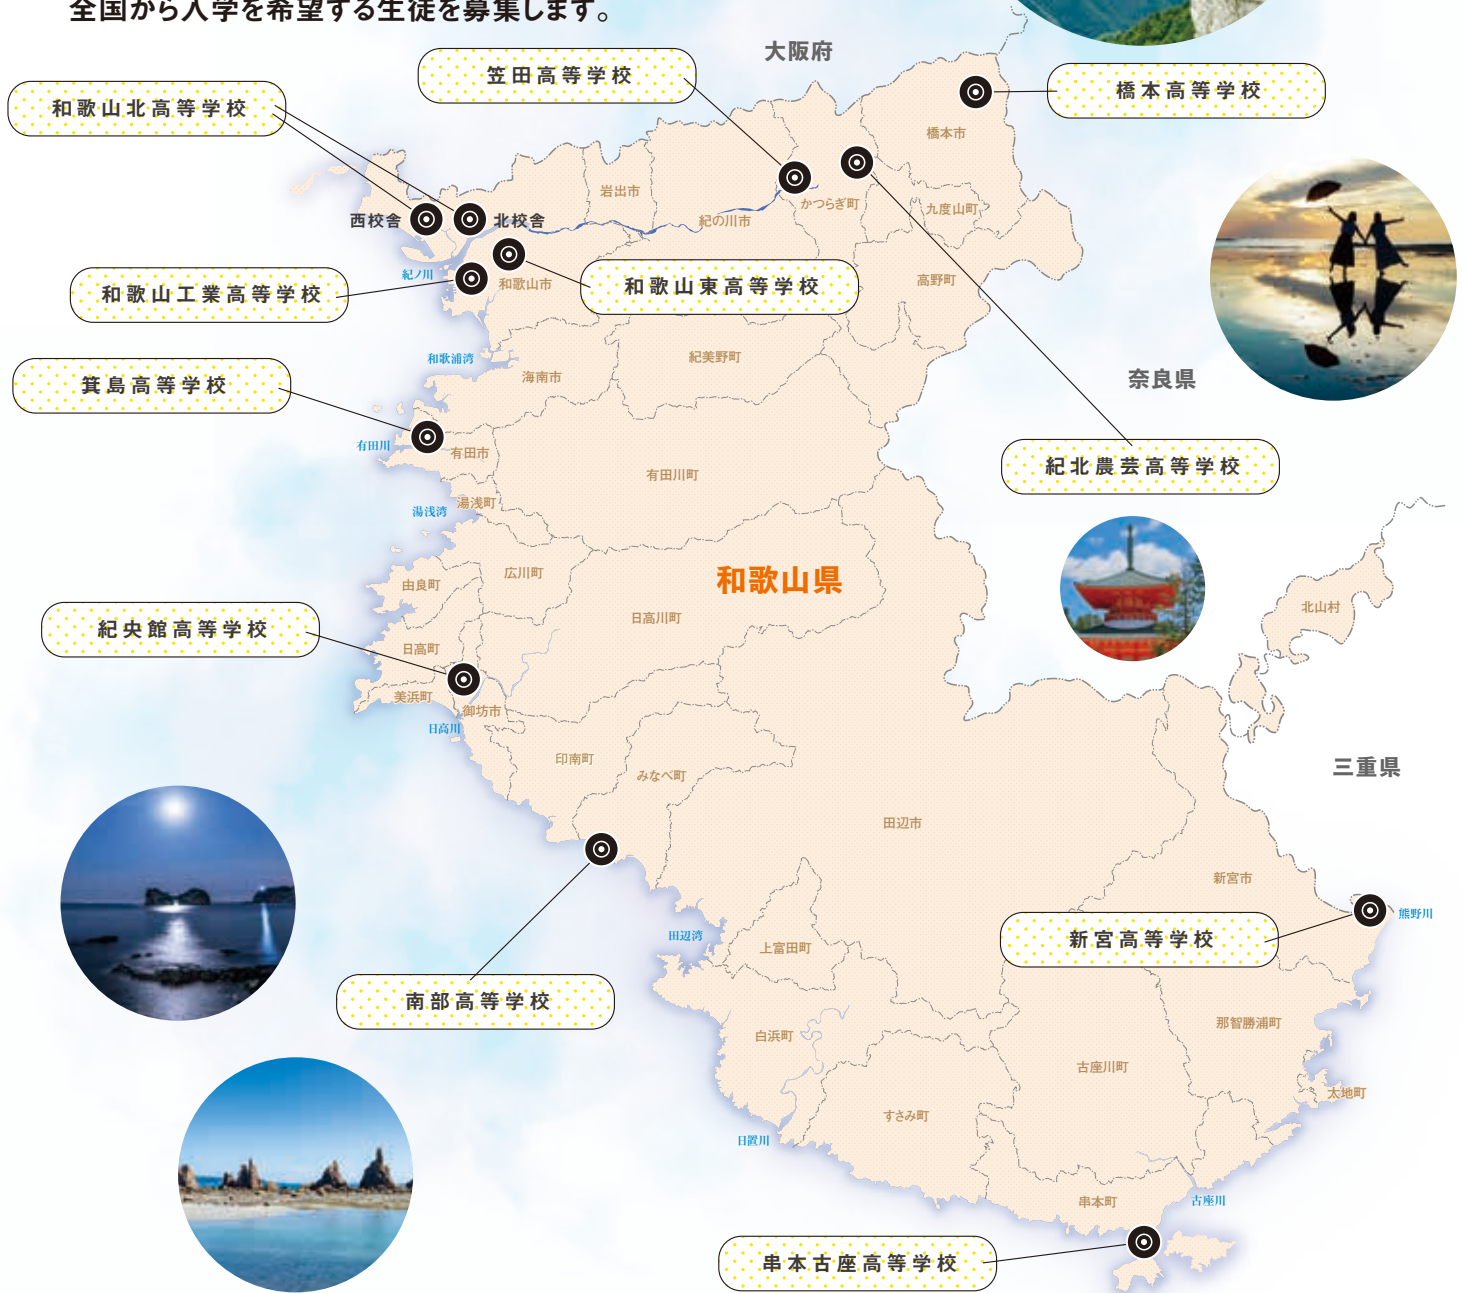 全国から入学を希望する生徒を募集します。
大阪府
笠田高等学校
橋本高等学校
和歌山北高等学校
橋本市
岩出市
かつらぎ町
九度山町
西校舎
北校舎
紀の川市
紀ノ川
和歌山市
高野町
和歌山工業高等学校
和歌山東高等学校
和歌浦湾
紀美野町
海南市
奈良県
箕島高等学校
有田川
有田市
有田川町
紀北農芸高等学校
湯浅町
湯浅湾
広川町
由良町
和歌山県
北山村
日高川町
紀央館高等学校
日高町
美浜町
御坊市
日高川
印南町
みなべ町
三重県
田辺市
新宮市
熊野川
田辺湾
上富田町
新宮高等学校
南部高等学校
那智勝浦町
白浜町
古座川町
太地町
すさみ町
日置川
串本町
古座川
串本古座高等学校